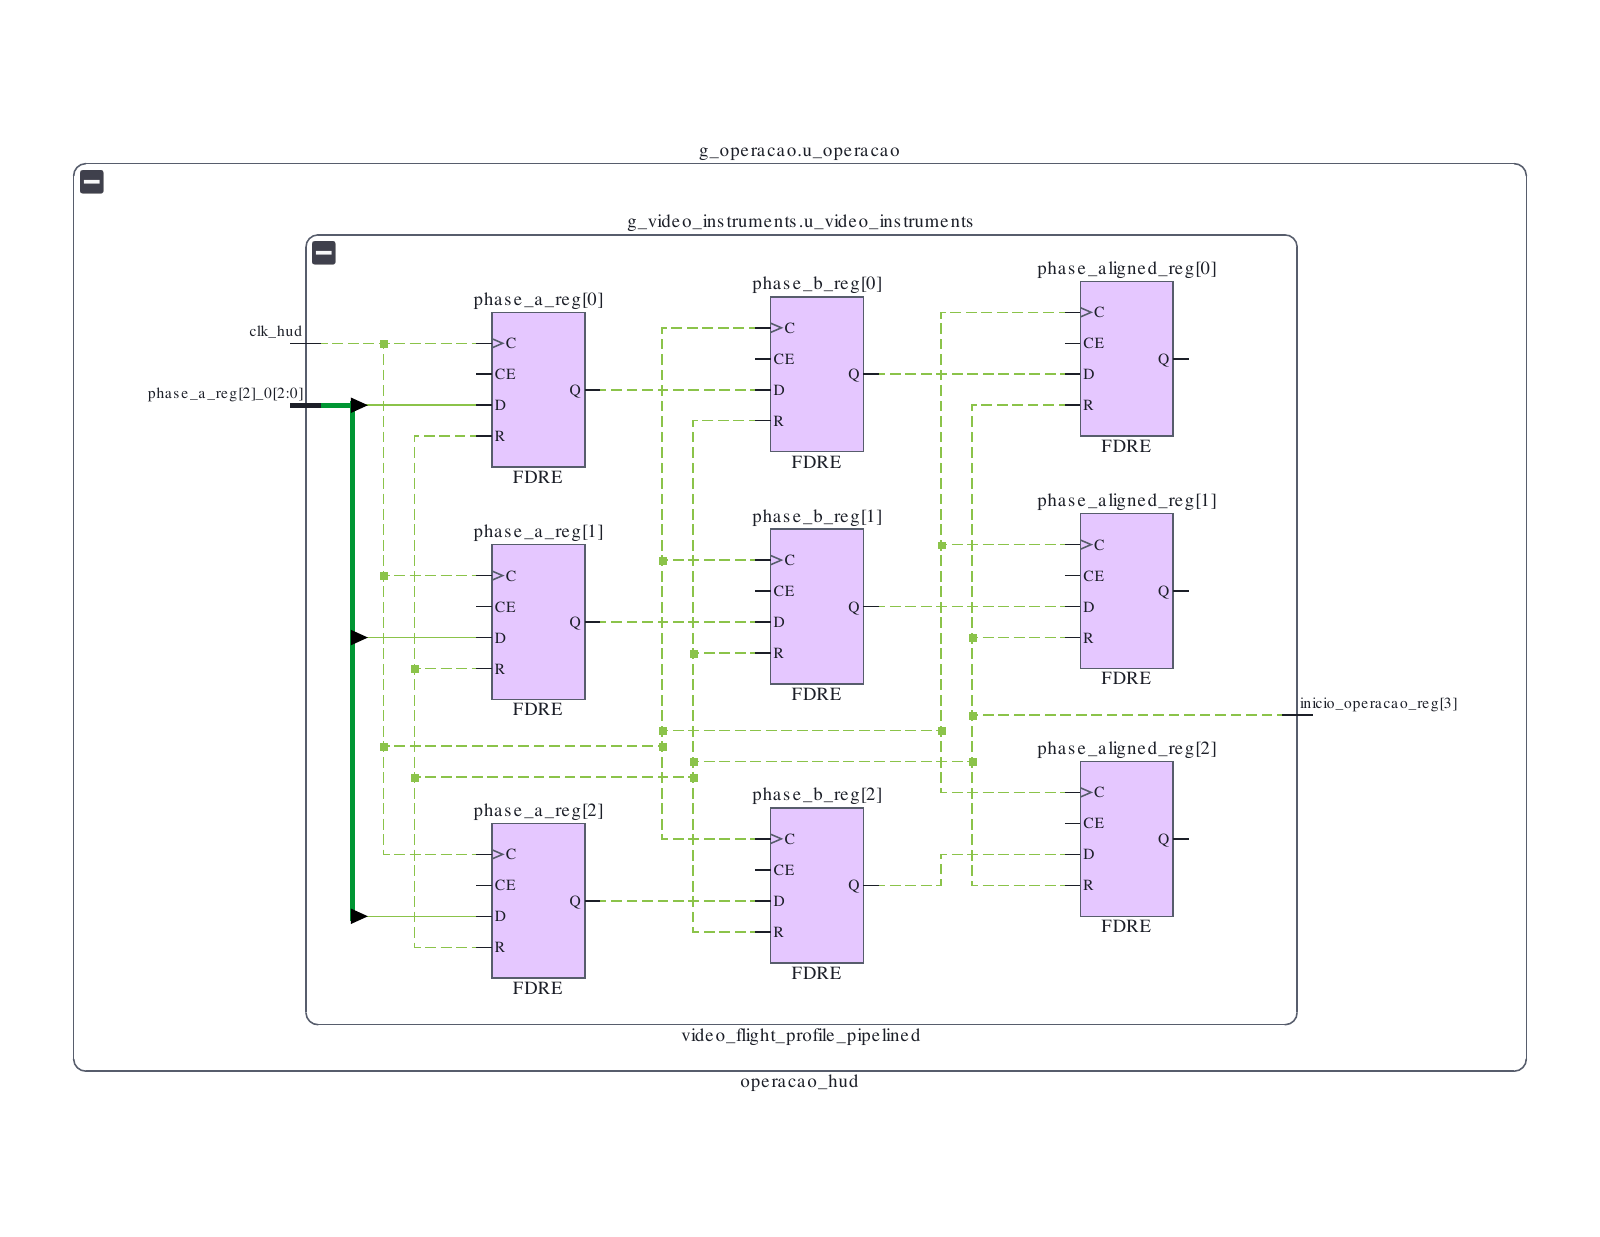 g_operacao.u_operacao
g_video_instruments.u_video_instruments
phase_a_reg[0]
C
CE
D
R
Q
FDRE
phase_b_reg[0]
C
CE
D
R
Q
FDRE
phase_aligned_reg[0]
C
CE
D
R
Q
FDRE
clk_hud
phase_a_reg[2]_0[2:0]
phase_a_reg[1]
C
CE
D
R
Q
FDRE
phase_b_reg[1]
C
CE
D
R
Q
FDRE
phase_aligned_reg[1]
C
CE
D
R
Q
FDRE
inicio_operacao_reg[3]
phase_a_reg[2]
C
CE
D
R
Q
FDRE
phase_b_reg[2]
C
CE
D
R
Q
FDRE
phase_aligned_reg[2]
C
CE
D
R
Q
FDRE
video_flight_profile_pipelined
operacao_hud